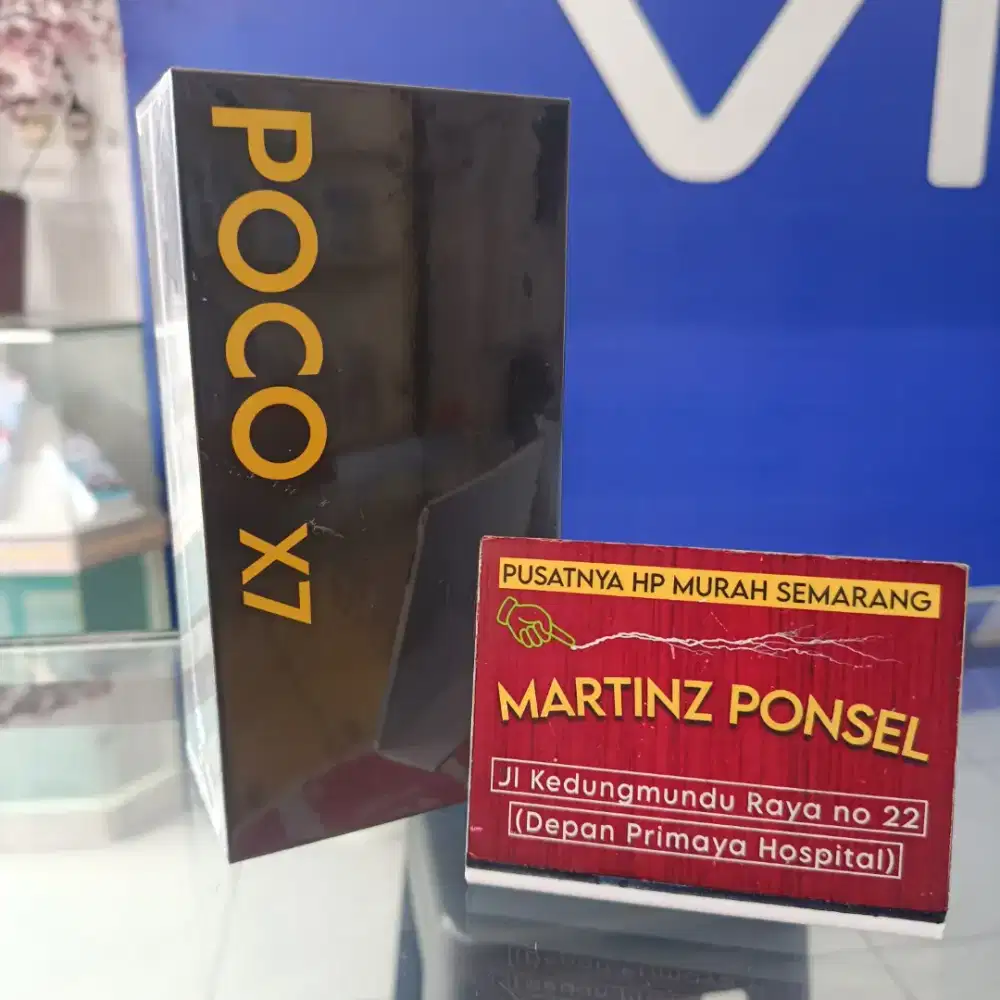 POCO X7
PUSATNYA HP MURAH SEMARANG
MARTINZ PONSEL
Jl Kedungmundu Raya no 22
(Depan Primaya Hospital)